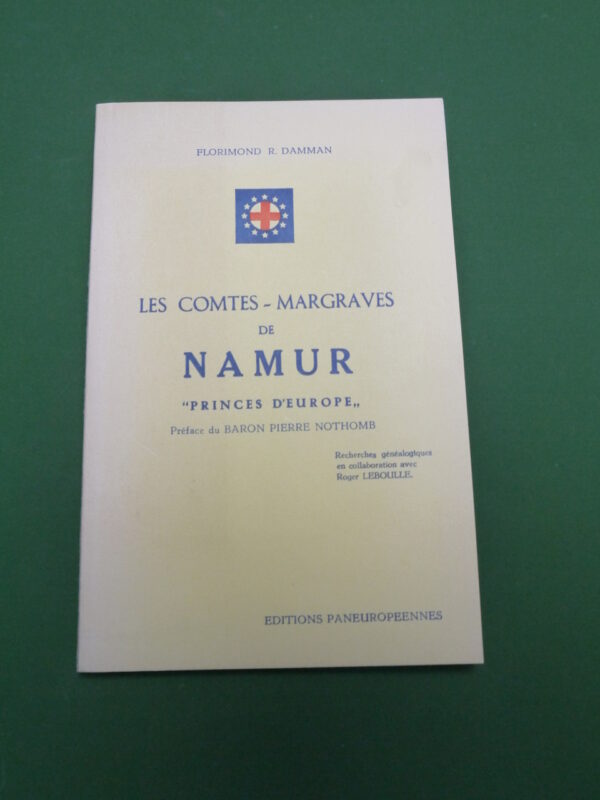 FLORIMOND R. DAMMAN
LES COMTES - MARGRAVES
DE
NAMUR
"PRINCES D'EUROPE„
Préface du BARON PIERRE NOTHOMB
Recherches généalogiques
en collaboration avec
Roger LEBOULLE.
EDITIONS PANEUROPEENNES